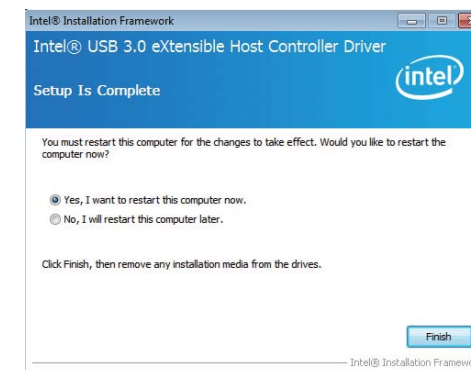 Intel® Installation Framework
Intel® USB 3.0 eXtensible Host Controller Driver
intel
Setup Is Complete
You must restart this computer for the changes to take effect. Would you like to restart the
computer now?
Yes, I want to restart this computer now.
No, I will restart this computer later.
Click Finish, then remove any installation media from the drives.
Finish
Intel® Installation Framewo